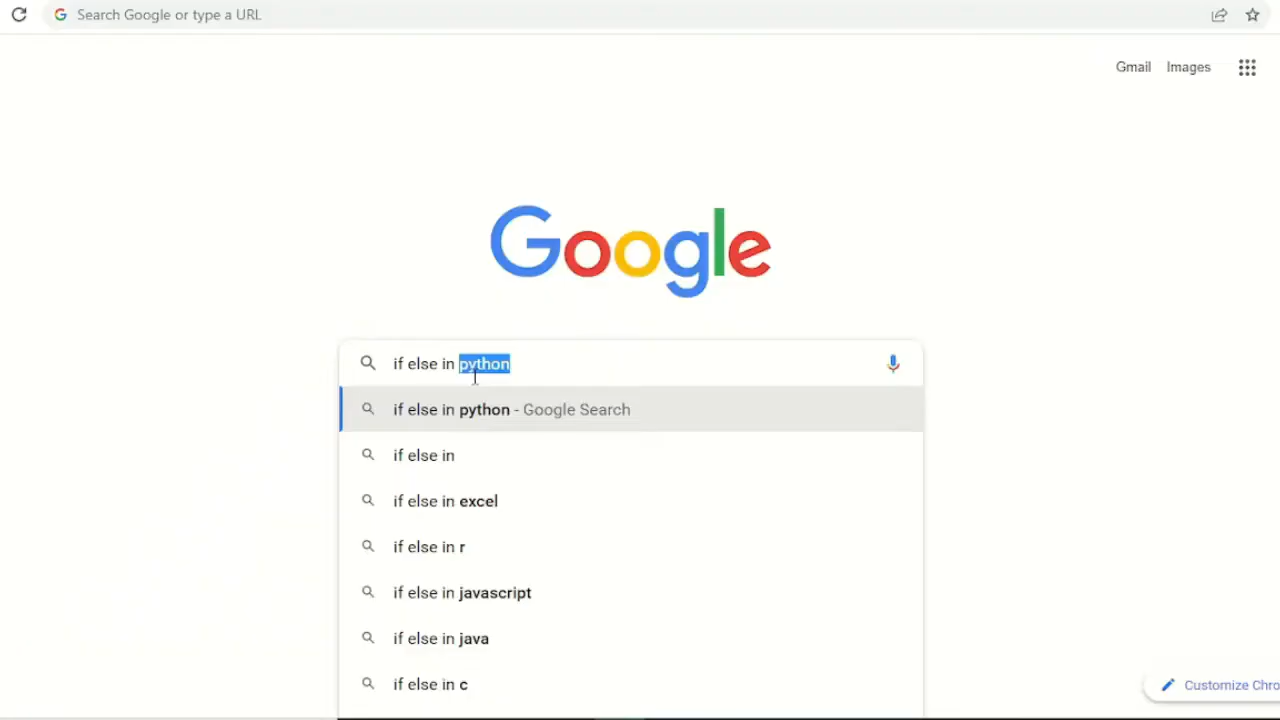 Search Google or type a URL
Gmail Images
Google
if else in python
if else in python - Google Search
if else in
if else in excel
if else in r
if else in javascript
if else in java
if else in c
Customize Chro